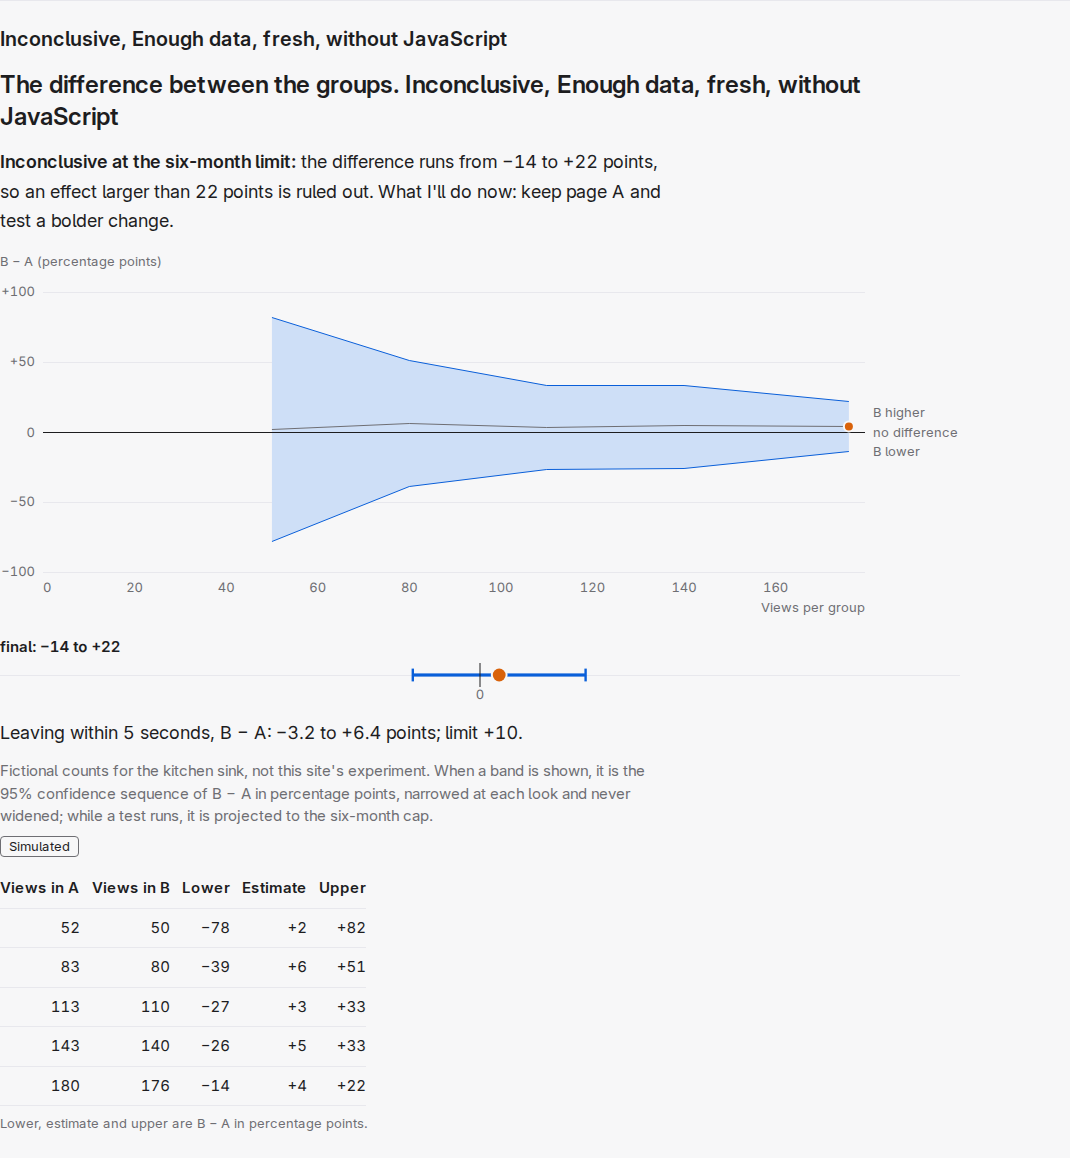 Inconclusive, Enough data, fresh, without JavaScript
The difference between the groups. Inconclusive, Enough data, fresh, without
JavaScript
Inconclusive at the six-month limit: the difference runs from −14 to +22 points,
so an effect larger than 22 points is ruled out. What I'll do now: keep page A and
test a bolder change.
B − A (percentage points)
+100
+50
0
−50
−100
B higher
no difference
B lower
0 20 40 60 80 100 120 140 160
Views per group
final: −14 to +22
0
Leaving within 5 seconds, B − A: −3.2 to +6.4 points; limit +10.
Fictional counts for the kitchen sink, not this site's experiment. When a band is shown, it is the
95% confidence sequence of B − A in percentage points, narrowed at each look and never
widened; while a test runs, it is projected to the six-month cap.
Simulated
Views in A Views in B Lower Estimate Upper
52 50 −78 +2 +82
83 80 −39 +6 +51
113 110 −27 +3 +33
143 140 −26 +5 +33
180 176 −14 +4 +22
Lower, estimate and upper are B − A in percentage points.